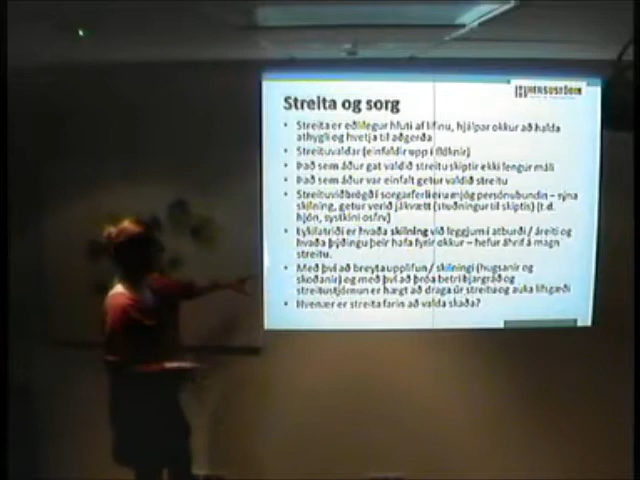 HEILSUSTÖÐIN
Streita og sorg
• Streita er eðlilegur hluti af lífinu, hjálpar okkur að halda
athygli og hvetja til aðgerða
• Streituvaldar (einfaldir upp í flóknir)
• Það sem áður gat valdið streitu skiptir ekki lengur máli
• Það sem áður var einfalt getur valdið streitu
• Streituviðbrögð í sorgarferli eru mjög persónubundin – rýna
skilning, getur verið jákvætt (stuðningur til skiptis) (t.d.
hjón, systkini osfrv)
• Lykilatriði er hvaða skilning við leggjum í atburði / áreiti og
hvaða þýðingu þeir hafa fyrir okkur – hefur áhrif á magn
streitu.
• Með því að breyta upplifun / skilningi (hugsanir og
skoðanir) og með því að þróa betri bjargráð og
streitustjórnun er hægt að draga úr streitu og auka lífsgæði
• Hvenær er streita farin að valda skaða?